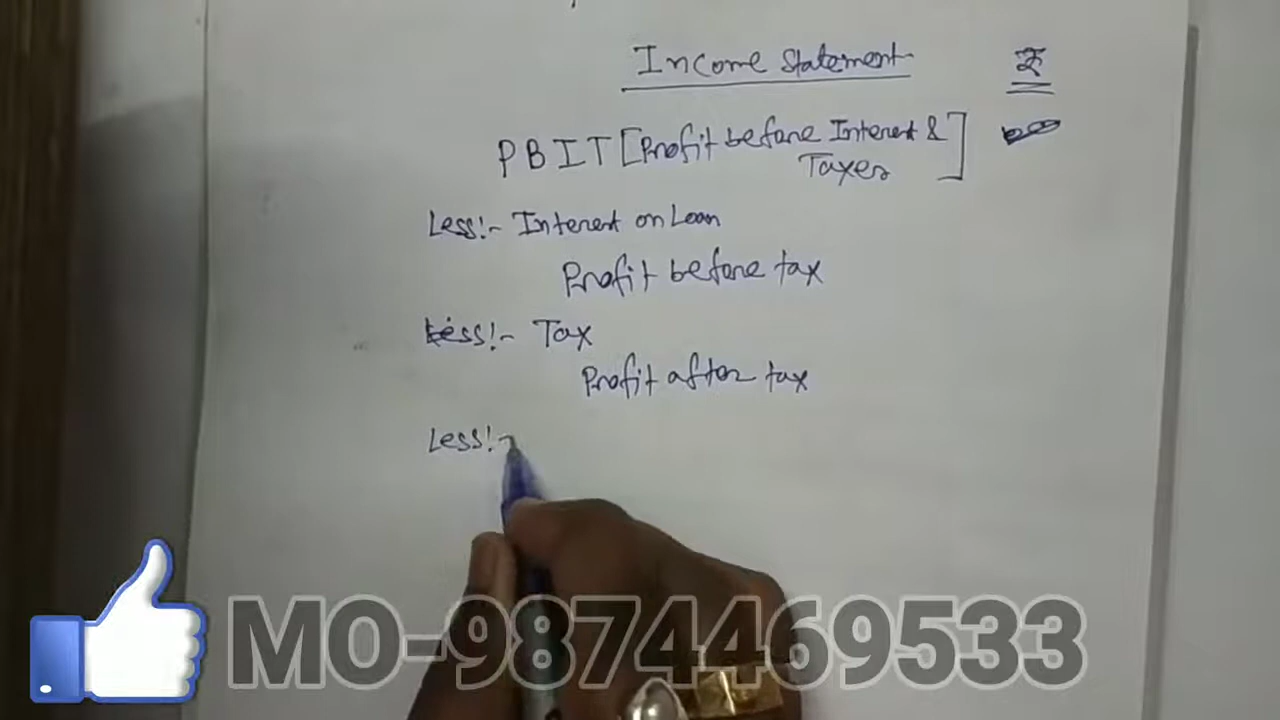 Income Statement ₹
PBIT [Profit before Interest &
Taxes]
Less:- Interest on Loan
Profit before tax
Less:- Tax
Profit after tax
Less:-
MO-9874469533